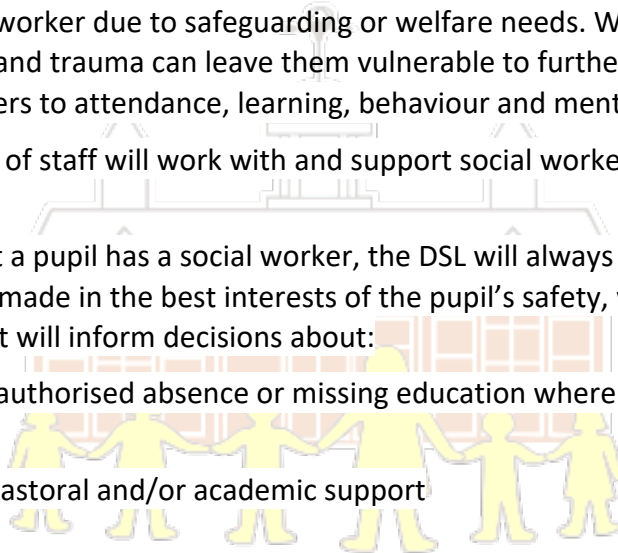 worker due to safeguarding or welfare needs. W
and trauma can leave them vulnerable to further
ers to attendance, learning, behaviour and ment
of staff will work with and support social worke
t a pupil has a social worker, the DSL will always
made in the best interests of the pupil's safety,
t will inform decisions about:
authorised absence or missing education where
astoral and/or academic support